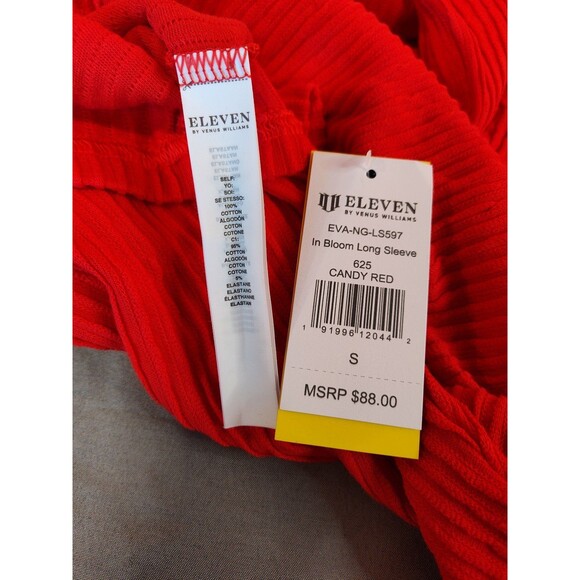 ELEVEN
BY VENUS WILLIAMS
SELF:
YO:
SOI:
SE STESSO:
100%
COTTON
ALGODÓN
COTON
COTONE
C1:
COTTON
ALGODÓN
COTON
COTONE
5%
ELASTANE
ELASTANO
ELASTHANNE
ELASTAN
ELEVEN
BY VENUS WILLIAMS
EVA-NG-LS597
In Bloom Long Sleeve
625
CANDY RED
1 91996 12044 2
S
MSRP $88.00